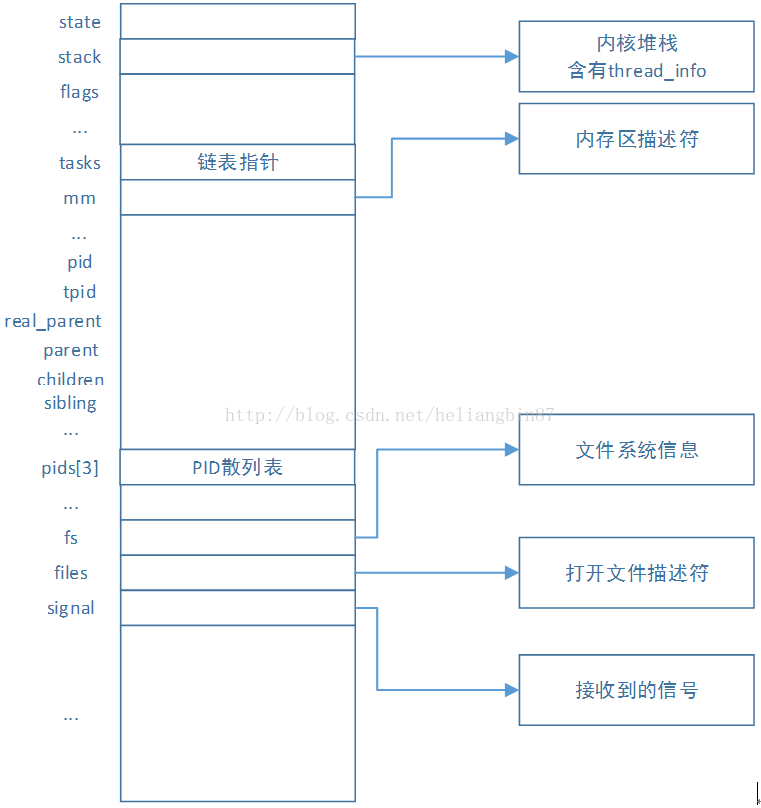 state
stack
内核堆栈
含有thread_info
flags
...
内存区描述符
tasks
链表指针
mm
...
pid
tpid
real_parent
parent
children
sibling
http://blog.csdn.net/heliangbin87
...
文件系统信息
pids[3]
PID散列表
...
fs
files
打开文件描述符
signal
接收到的信号
...